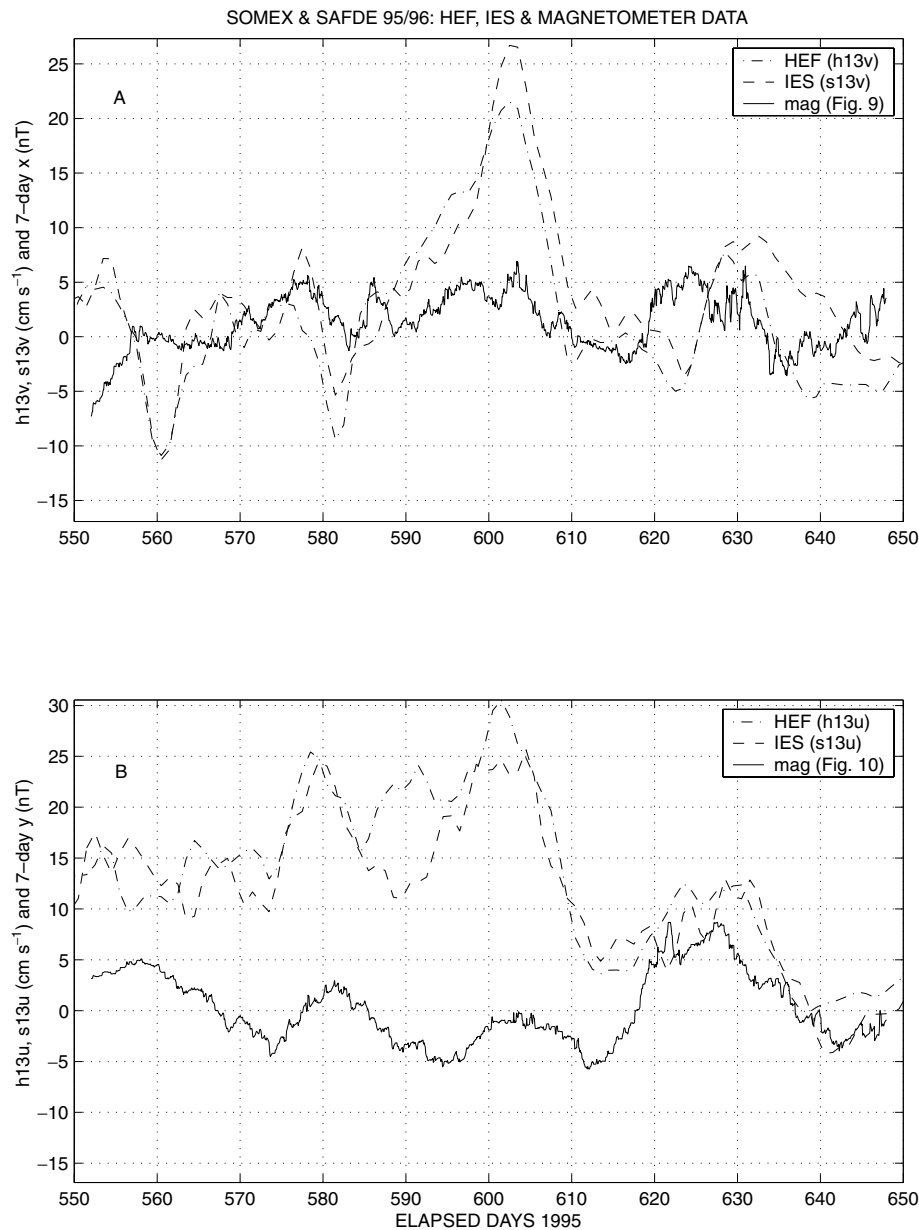 SOMEX & SAFDE 95/96: HEF, IES & MAGNETOMETER DATA
A
HEF (h13v)
IES (s13v)
mag (Fig. 9)
h13v, s13v (cm s⁻¹) and 7–day x (nT)
25
20
15
10
5
0
−5
−10
−15
550 560 570 580 590 600 610 620 630 640 650
B
HEF (h13u)
IES (s13u)
mag (Fig. 10)
h13u, s13u (cm s⁻¹) and 7–day y (nT)
30
25
20
15
10
5
0
−5
−10
−15
550 560 570 580 590 600 610 620 630 640 650
ELAPSED DAYS 1995